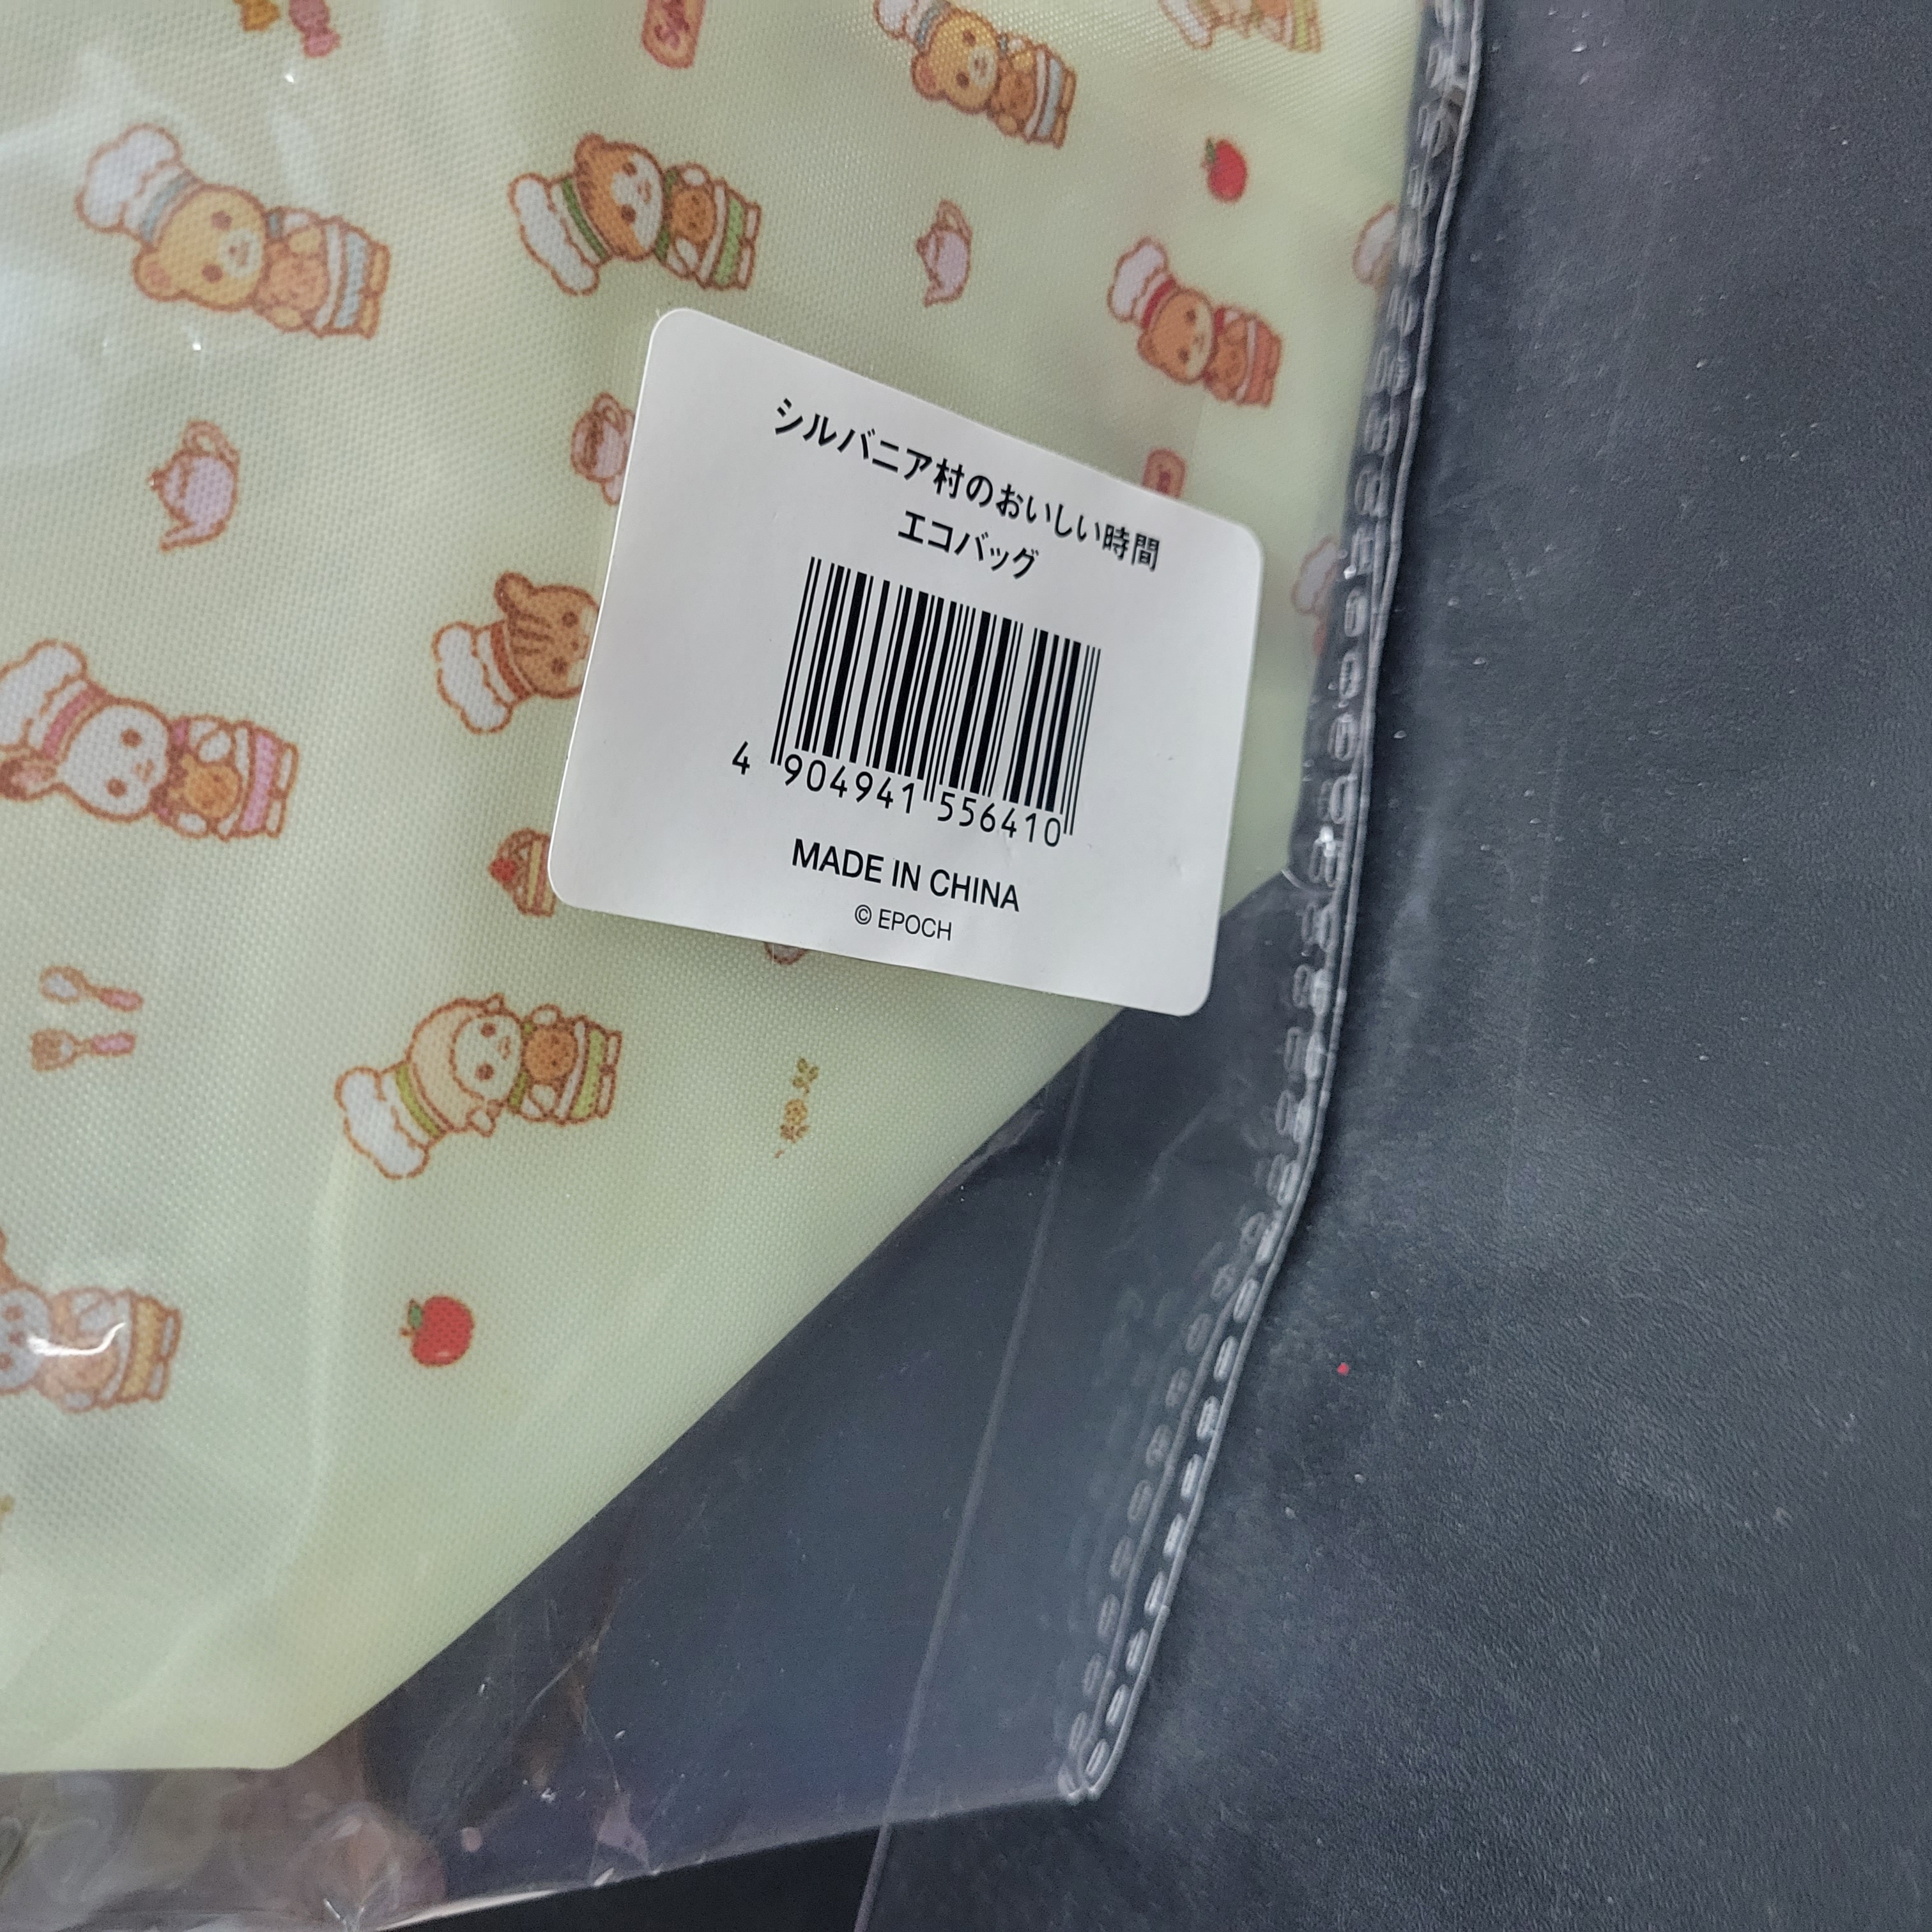 シルバニア村のおいしい時間
エコバッグ
4 904941 556410
MADE IN CHINA
© EPOCH